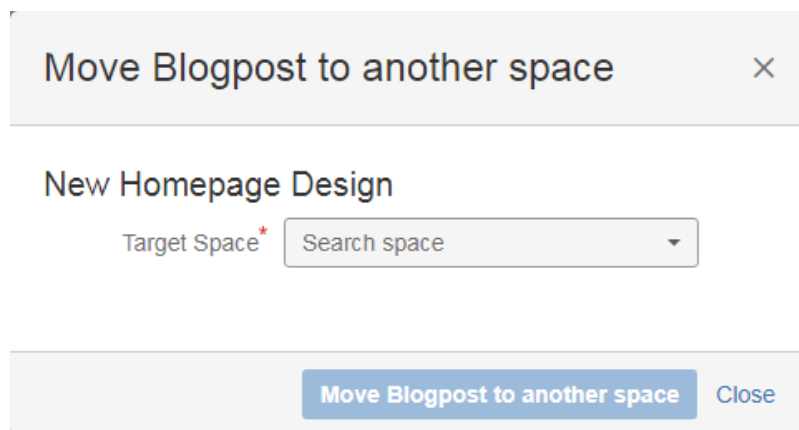 Move Blogpost to another space ×
New Homepage Design
Target Space* Search space
Move Blogpost to another space Close